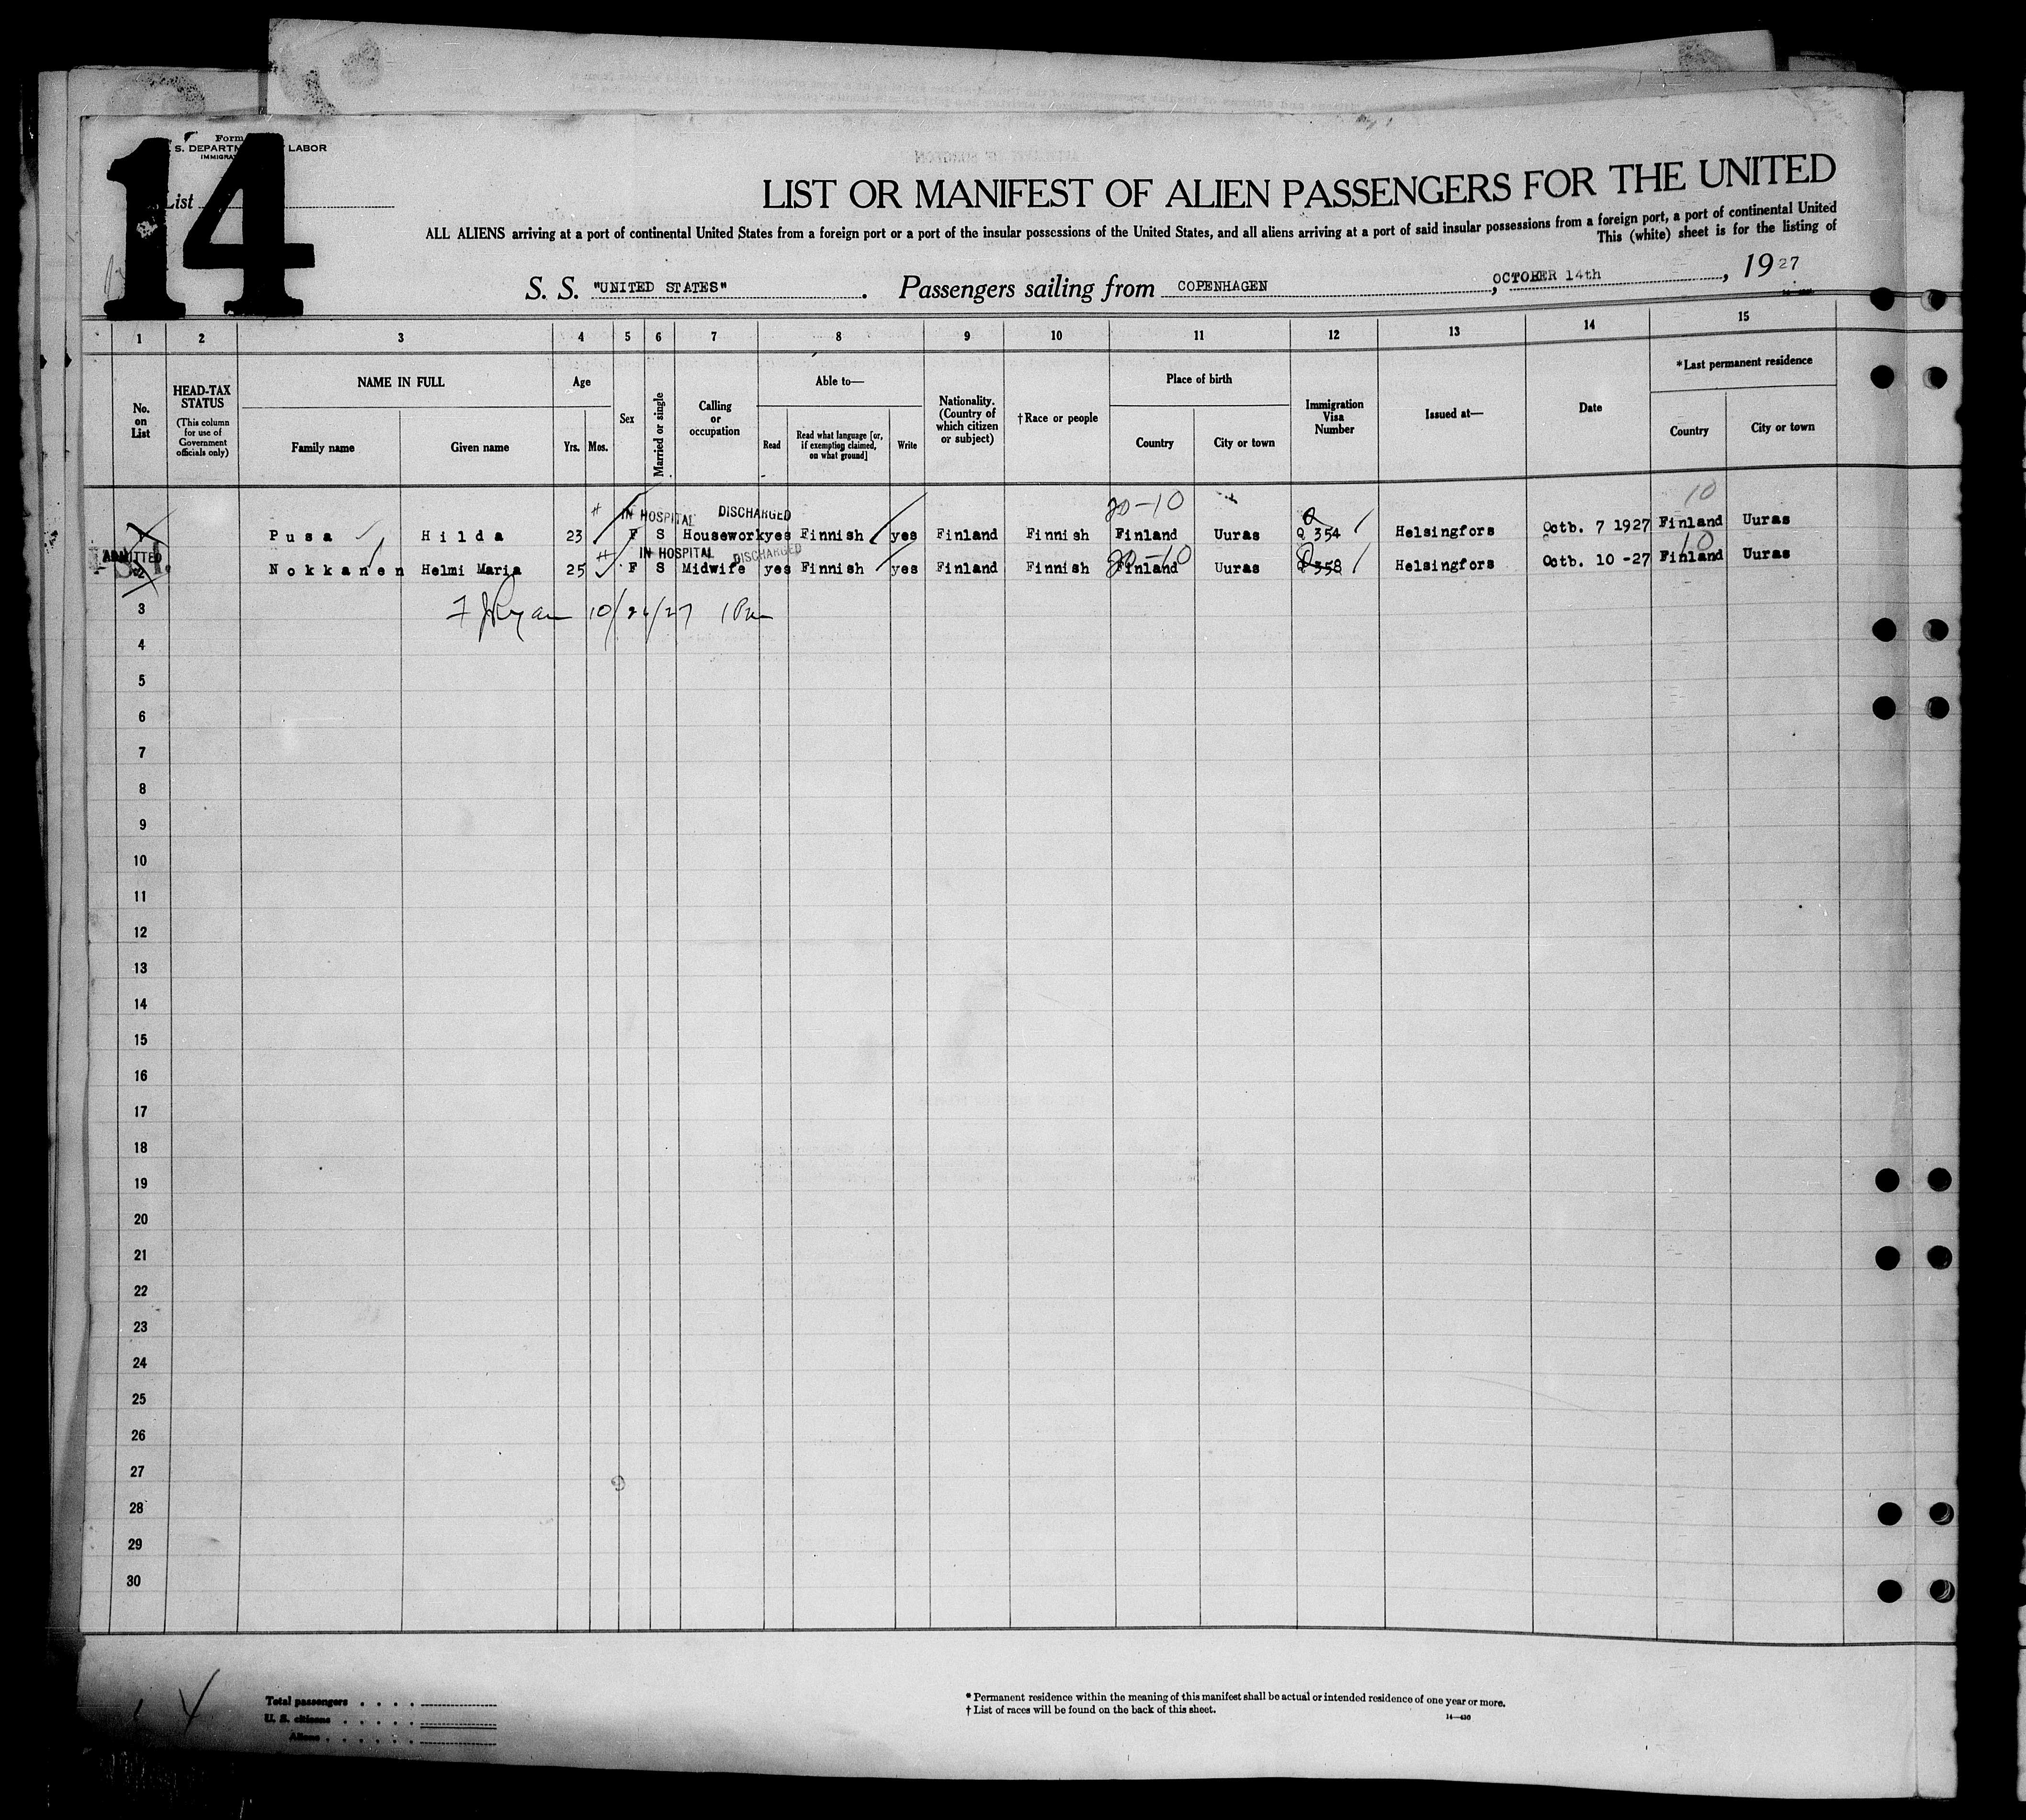 14
Form
S. DEPARTM LABOR
IMMIGRA
List
LIST OR MANIFEST OF ALIEN PASSENGERS FOR THE UNITED
ALL ALIENS arriving at a port of continental United States from a foreign port or a port of the insular possessions of the United States, and all aliens arriving at a port of said insular possessions from a foreign port, a port of continental United
This (white) sheet is for the listing of
S. S. "UNITED STATES". Passengers sailing from COPENHAGEN, OCTOBER 14th, 1927
1 2 3 4 5 6 7 8 9 10 11 12 13 14 15
No. on List
HEAD-TAX STATUS
(This column for use of Government officials only)
NAME IN FULL
Family name Given name
Age
Yrs. Mos.
Sex
Married or single
Calling or occupation
Able to—
Read
Read what language [or, if exemption claimed, on what ground]
Write
Nationality. (Country of which citizen or subject)
†Race or people
Place of birth
Country City or town
Immigration Visa Number
Issued at—
Date
*Last permanent residence
Country City or town
20-10 10
IN HOSPITAL DISCHARGED
Pusa Hilda 23 F S Housework yes Finnish yes Finland Finnish Finland Uuras Q 354 Helsingfors Octb. 7 1927 Finland Uuras
ADMITTED IN HOSPITAL DISCHARGED 20-10 10
2 Nokkanen Helmi Maria 25 F S Midwife yes Finnish yes Finland Finnish Finland Uuras 358 Helsingfors Octb. 10 -27 Finland Uuras
3 10/26/27
4
5
6
7
8
9
10
11
12
13
14
15
16
17
18
19
20
21
22
23
24
25
26
27
28
29
30
Total passengers
U. S. citizens
Aliens
* Permanent residence within the meaning of this manifest shall be actual or intended residence of one year or more.
† List of races will be found on the back of this sheet.
14—430